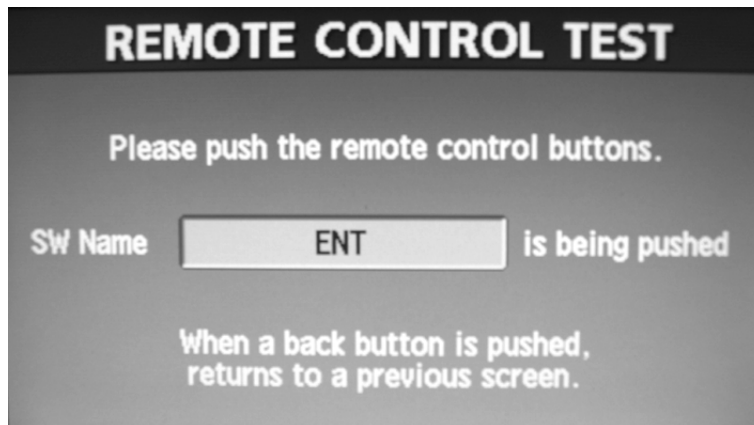 REMOTE CONTROL TEST
Please push the remote control buttons.
SW Name ENT is being pushed
When a back button is pushed,
returns to a previous screen.